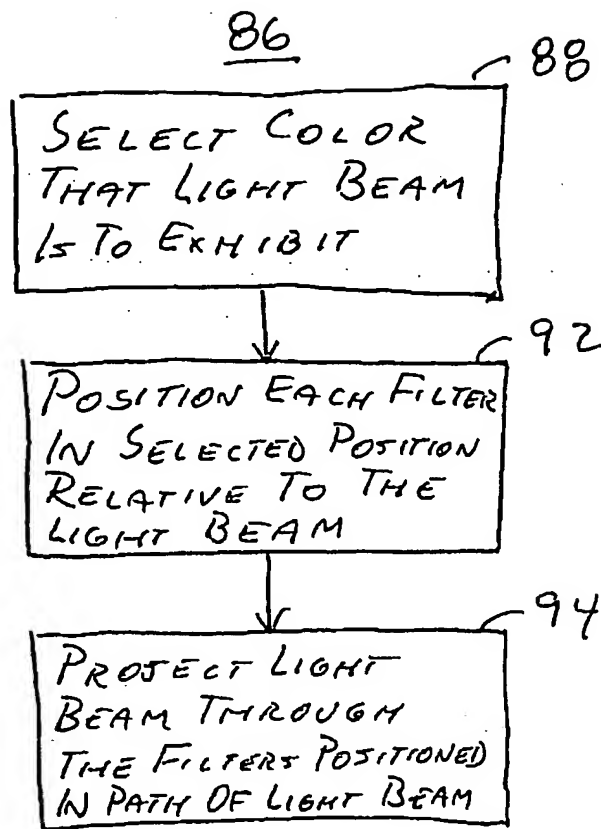 86
88
SELECT COLOR
THAT LIGHT BEAM
IS TO EXHIBIT
92
POSITION EACH FILTER
IN SELECTED POSITION
RELATIVE TO THE
LIGHT BEAM
94
PROJECT LIGHT
BEAM THROUGH
THE FILTERS POSITIONED
IN PATH OF LIGHT BEAM